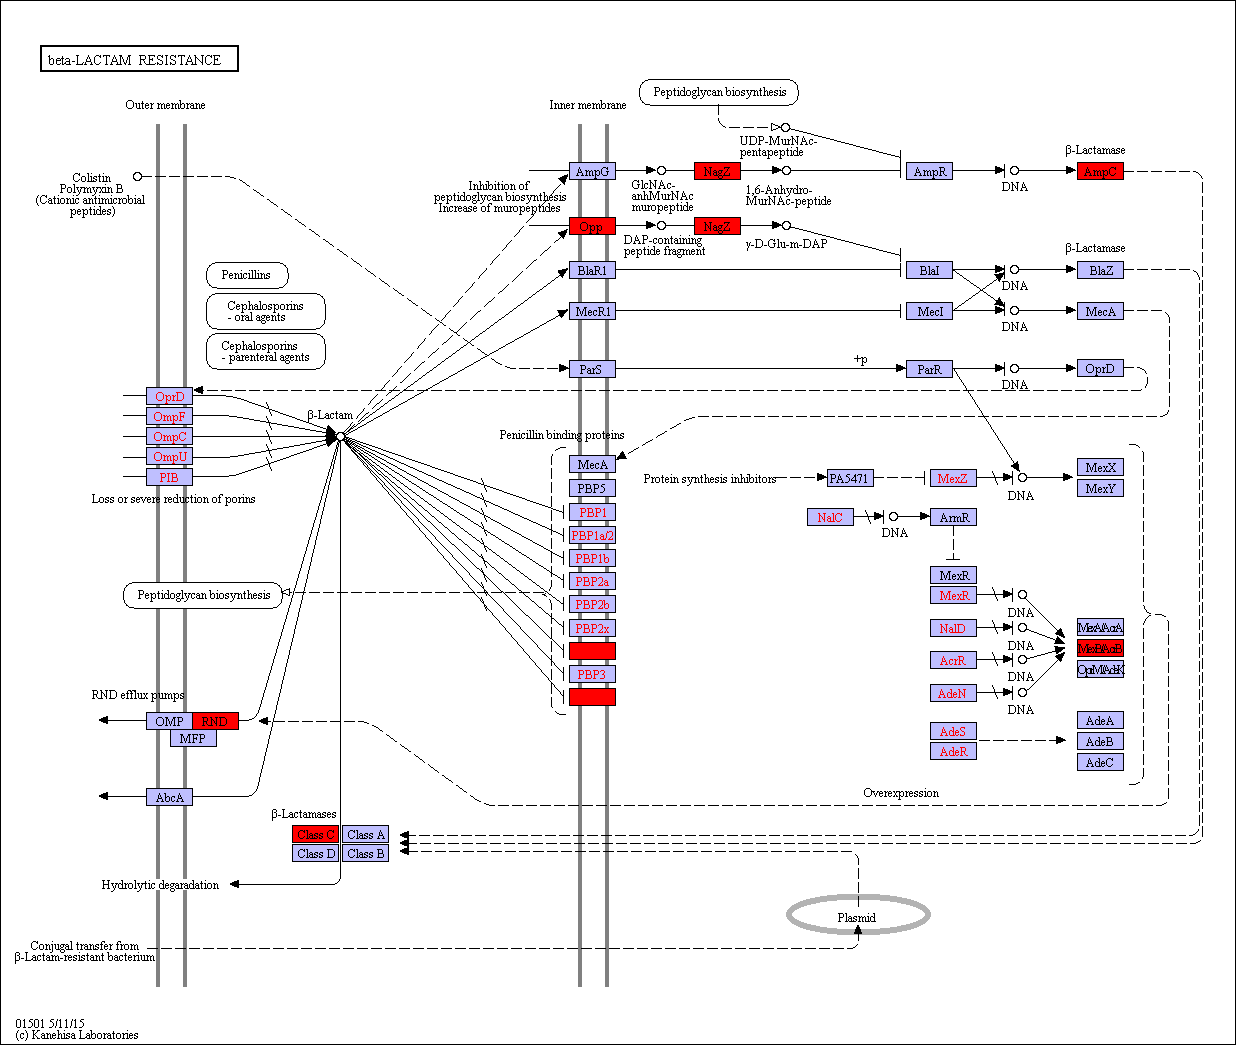 beta-LACTAM RESISTANCE
Outer membrane
Inner membrane
Peptidoglycan biosynthesis
UDP-MurNAc-
pentapeptide
β-Lactamase
Colistin
Polymyxin B
(Cationic antimicrobial
peptides)
Inhibition of
peptidoglycan biosynthesis
Increase of muropeptides
AmpG
GlcNAc-
anhMurNAc
muropeptide
NagZ
1,6-Anhydro-
MurNAc-peptide
AmpR
DNA
AmpC
Opp
DAP-containing
peptide fragment
NagZ
γ-D-Glu-m-DAP
β-Lactamase
Penicillins
BlaR1
BlaI
DNA
BlaZ
Cephalosporins
- oral agents
MecR1
MecI
DNA
MecA
Cephalosporins
- parenteral agents
ParS
+p
ParR
DNA
OprD
OprD
OmpF
OmpC
OmpU
PIB
β-Lactam
Loss or severe reduction of porins
Penicillin binding proteins
MecA
PBP5
PBP1
PBP1a/2
PBP1b
PBP2a
PBP2b
PBP2x
PBP3
Protein synthesis inhibitors
PA5471
MexZ
DNA
MexX
MexY
NalC
DNA
ArmR
MexR
MexR
DNA
NalD
DNA
AcrR
DNA
AdeN
DNA
AdeS
AdeR
AdeA
AdeB
AdeC
Peptidoglycan biosynthesis
RND efflux pumps
OMP
RND
MFP
AbcA
Overexpression
β-Lactamases
Class C
Class A
Class D
Class B
Hydrolytic degradation
Plasmid
Conjugal transfer from
β-Lactam-resistant bacterium
01501 5/11/15
(c) Kanehisa Laboratories